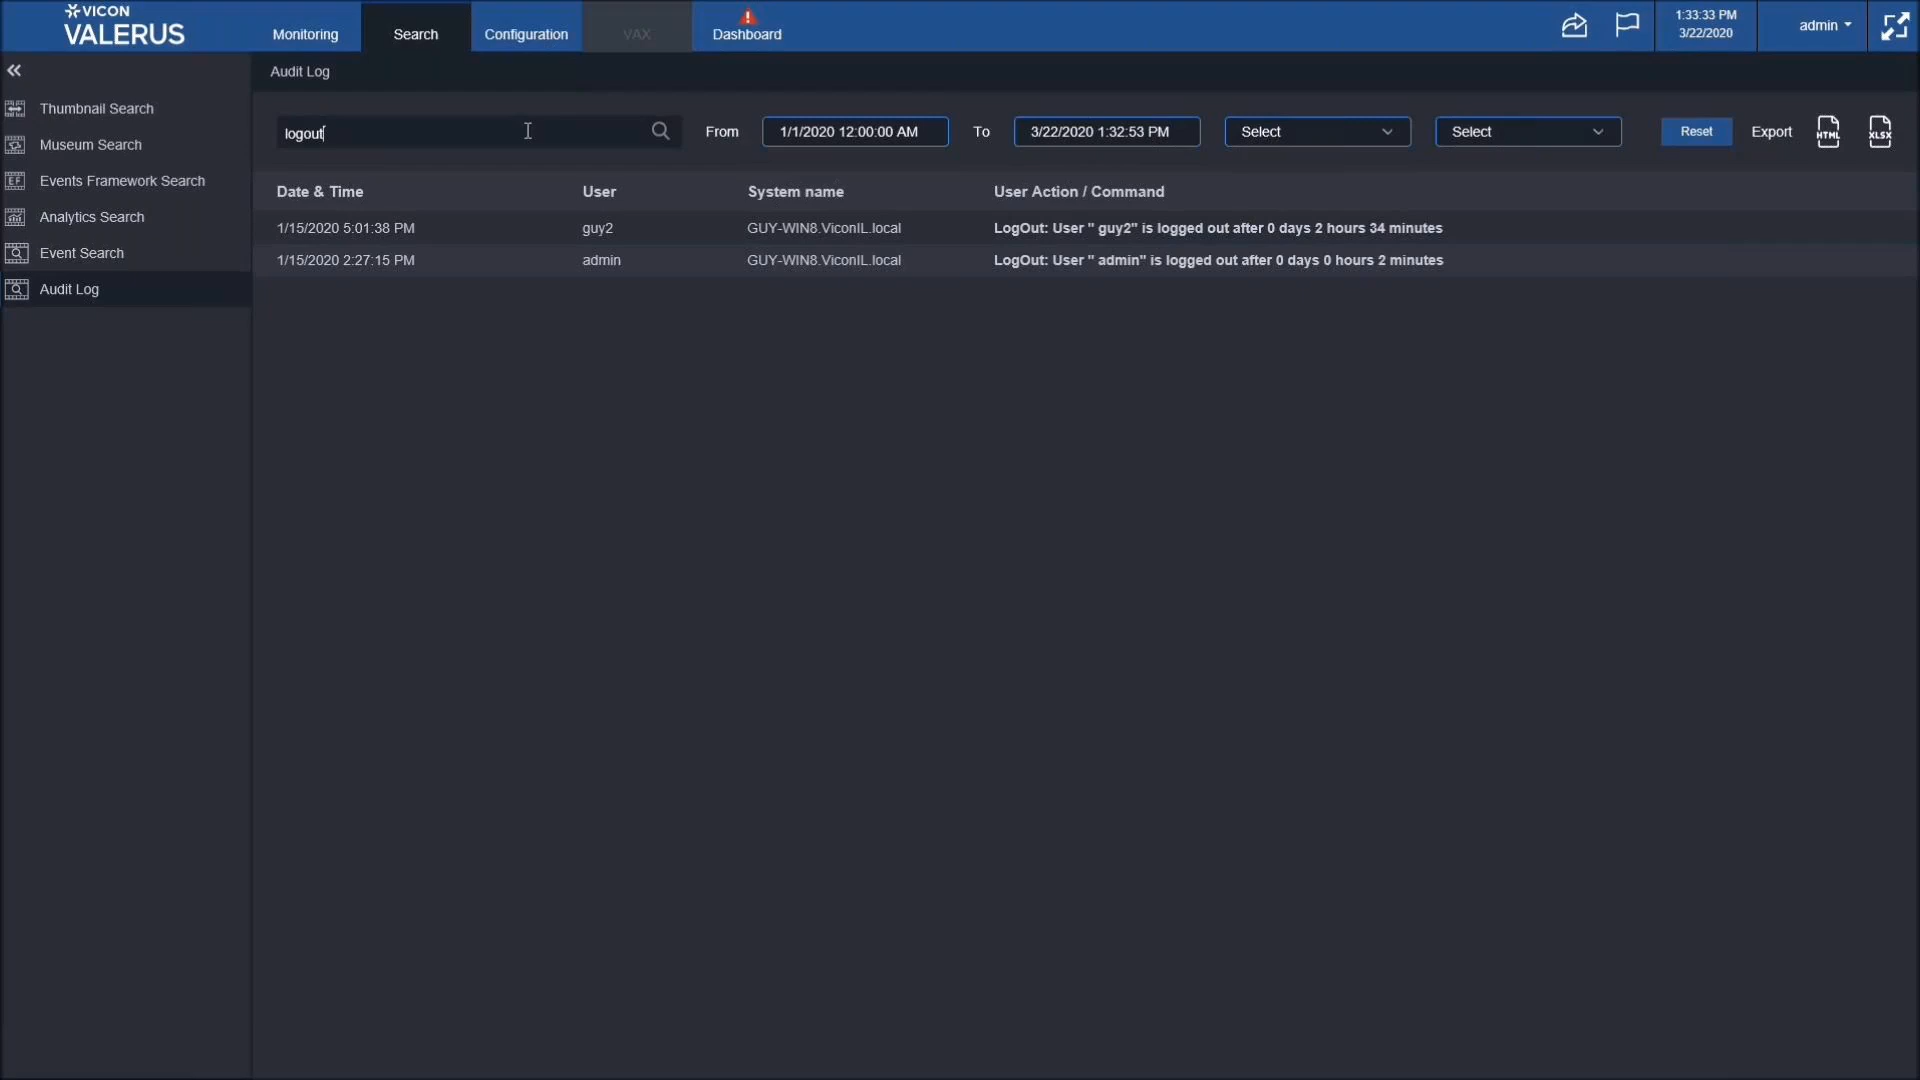 VICON
VALERUS
Monitoring
Search
Configuration
VAX
Dashboard
1:33:33 PM
3/22/2020
admin
Audit Log
Thumbnail Search
Museum Search
EF
Events Framework Search
Analytics Search
Event Search
Audit Log
logout
From
1/1/2020 12:00:00 AM
To
3/22/2020 1:32:53 PM
Select
Select
Reset
Export
HTML
XLSX
Date & Time User System name User Action / Command
1/15/2020 5:01:38 PM guy2 GUY-WIN8.ViconIL.local LogOut: User " guy2" is logged out after 0 days 2 hours 34 minutes
1/15/2020 2:27:15 PM admin GUY-WIN8.ViconIL.local LogOut: User " admin" is logged out after 0 days 0 hours 2 minutes